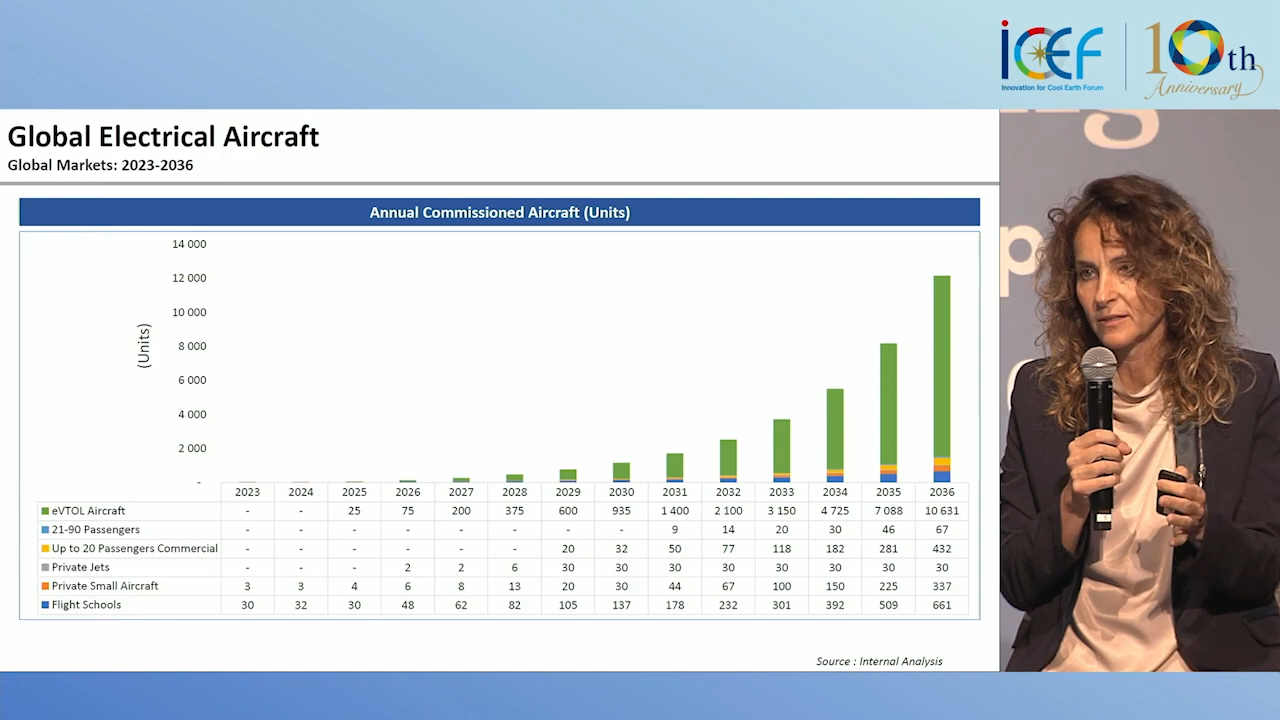 iCEF
Innovation for Cool Earth Forum
10th
Anniversary
Global Electrical Aircraft
Global Markets: 2023-2036
Annual Commissioned Aircraft (Units)
14 000
12 000
10 000
8 000
6 000
4 000
2 000
-
(Units)
2023 2024 2025 2026 2027 2028 2029 2030 2031 2032 2033 2034 2035 2036
eVTOL Aircraft - - 25 75 200 375 600 935 1 400 2 100 3 150 4 725 7 088 10 631
21-90 Passengers - - - - - - - - 9 14 20 30 46 67
Up to 20 Passengers Commercial - - - - - - 20 32 50 77 118 182 281 432
Private Jets - - - 2 2 6 30 30 30 30 30 30 30 30
Private Small Aircraft 3 3 4 6 8 13 20 30 44 67 100 150 225 337
Flight Schools 30 32 30 48 62 82 105 137 178 232 301 392 509 661
Source : Internal Analysis